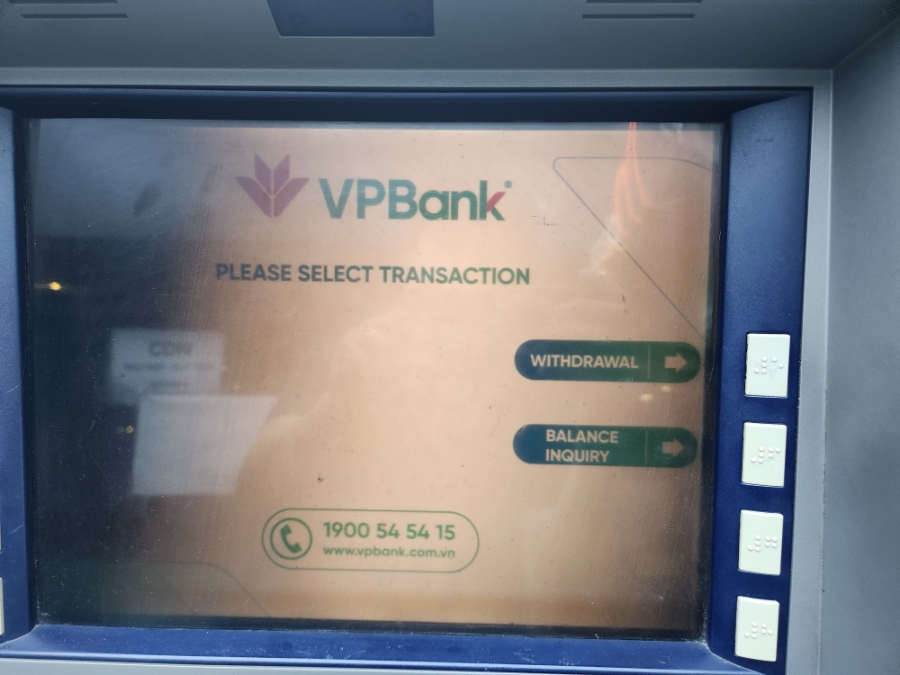 VPBank
PLEASE SELECT TRANSACTION
WITHDRAWAL
BALANCE
INQUIRY
1900 54 54 15
www.vpbank.com.vn
CDM